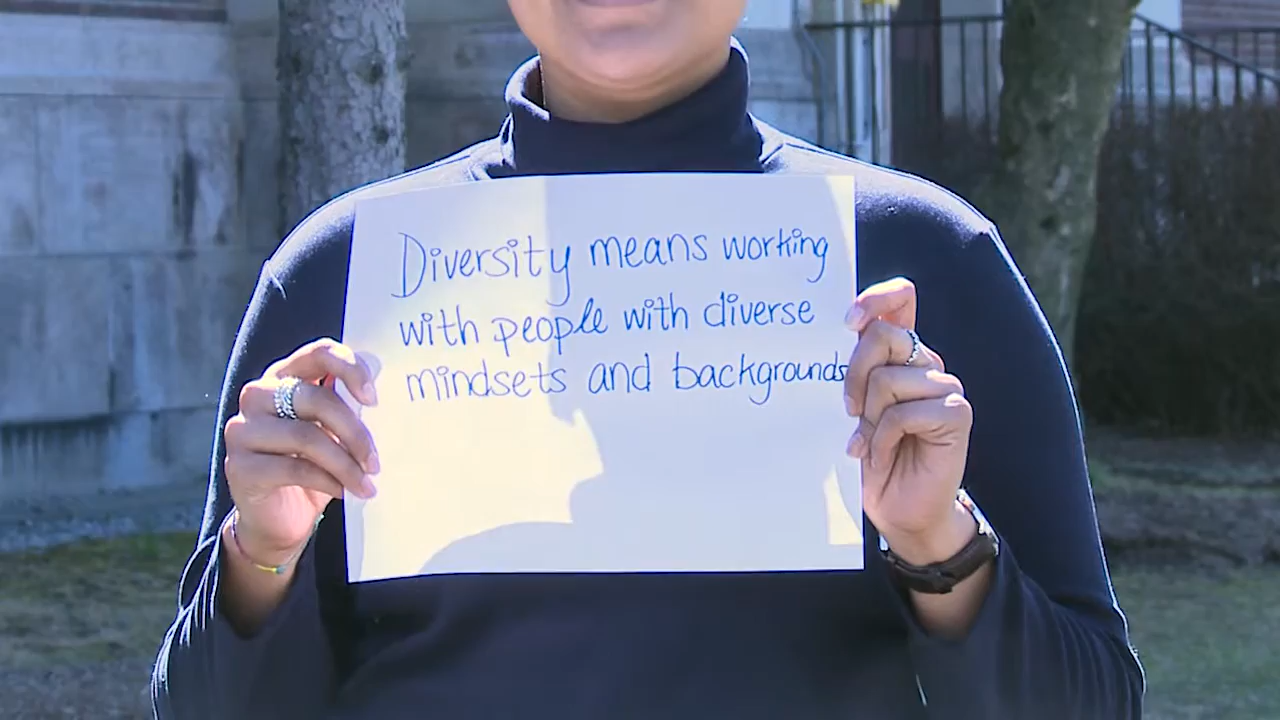 Diversity means working
with people with diverse
mindsets and backgrounds